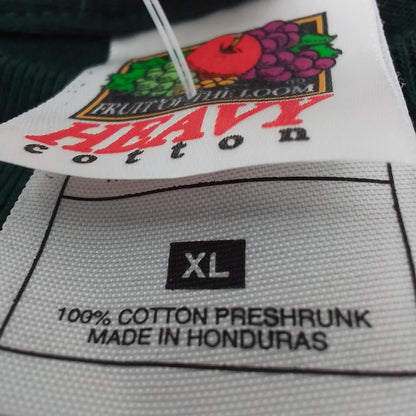 FRUIT OF THE LOOM
HEAVY
cotton
XL
100% COTTON PRESHRUNK
MADE IN HONDURAS